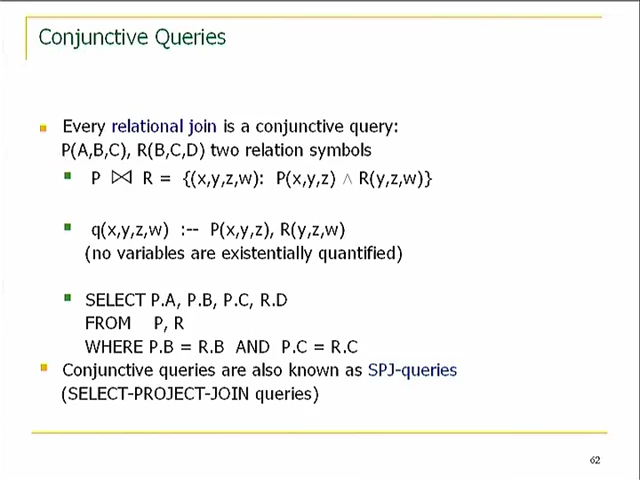 Conjunctive Queries
Every relational join is a conjunctive query:
P(A,B,C), R(B,C,D) two relation symbols
P ⋈ R = {(x,y,z,w): P(x,y,z) ∧ R(y,z,w)}
q(x,y,z,w) :-- P(x,y,z), R(y,z,w)
(no variables are existentially quantified)
SELECT P.A, P.B, P.C, R.D
FROM P, R
WHERE P.B = R.B AND P.C = R.C
Conjunctive queries are also known as SPJ-queries
(SELECT-PROJECT-JOIN queries)
62